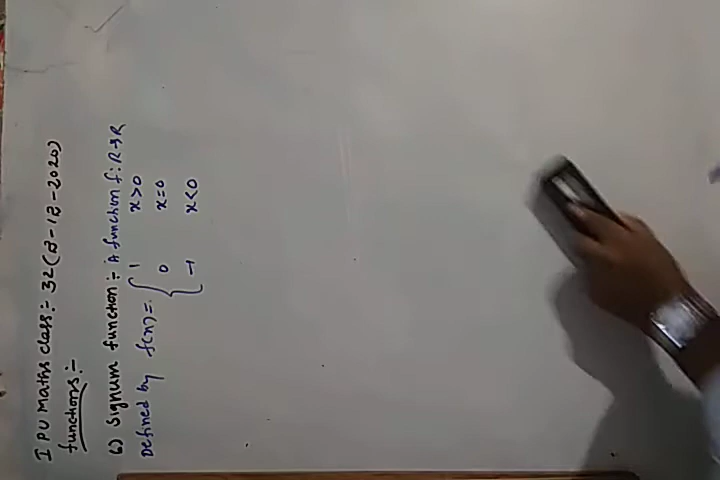 I PU Maths class:- 32(8-12-2020)
functions:-
6) Signum function:- A function f:R→R
Defined by f(x)= { 1 x>0
0 x=0
-1 x<0